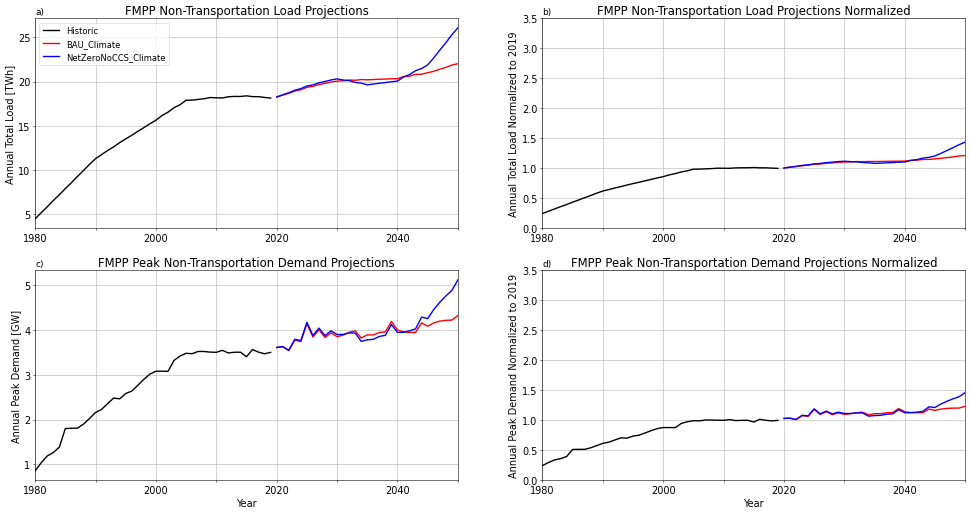 a)
FMPP Non-Transportation Load Projections
Historic
BAU_Climate
NetZeroNoCCS_Climate
Annual Total Load [TWh]
25
20
15
10
5
1980
2000
2020
2040
b)
FMPP Non-Transportation Load Projections Normalized
Annual Total Load Normalized to 2019
3.5
3.0
2.5
2.0
1.5
1.0
0.5
0.0
1980
2000
2020
2040
c)
FMPP Peak Non-Transportation Demand Projections
Annual Peak Demand [GW]
5
4
3
2
1
1980
2000
2020
2040
Year
d)
FMPP Peak Non-Transportation Demand Projections Normalized
Annual Peak Demand Normalized to 2019
3.5
3.0
2.5
2.0
1.5
1.0
0.5
0.0
1980
2000
2020
2040
Year